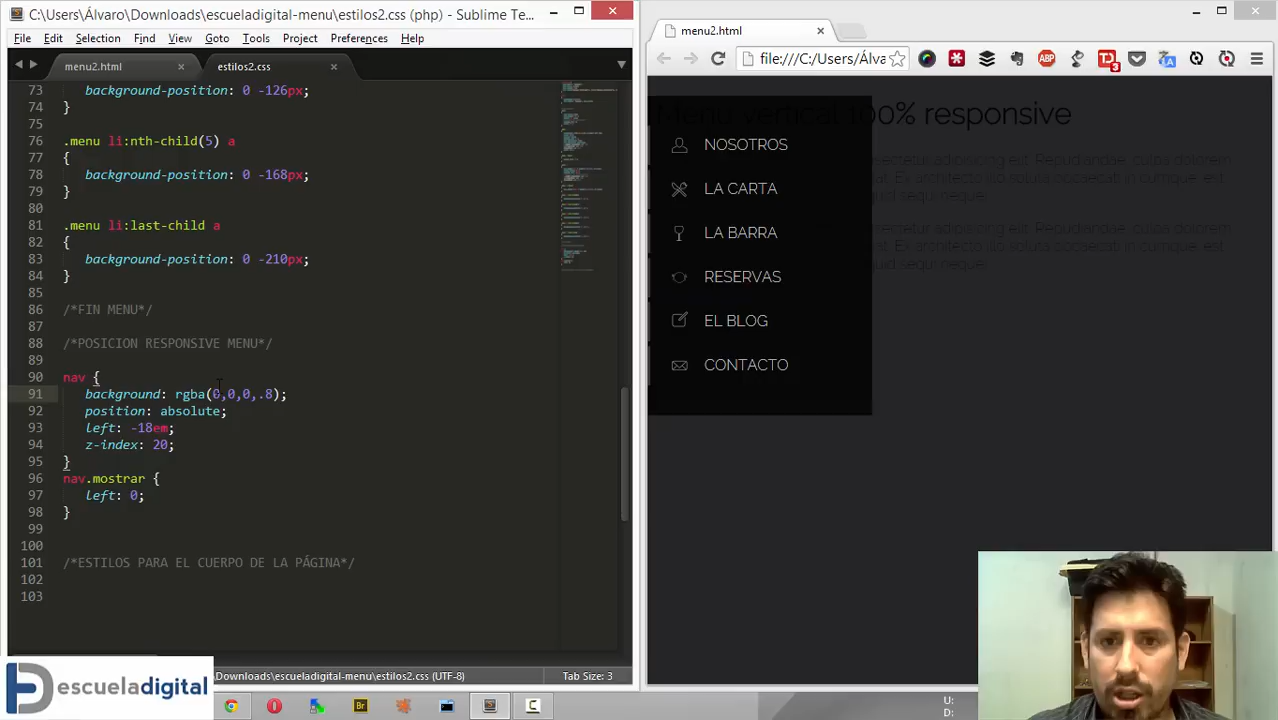 C:\Users\Álvaro\Downloads\escueladigital-menu\estilos2.css (php) - Sublime Te...
File Edit Selection Find View Goto Tools Project Preferences Help
menu2.html
estilos2.css
73 background-position: 0 -126px;
74 }
75
76 .menu li:nth-child(5) a
77 {
78 background-position: 0 -168px;
79 }
80
81 .menu li:last-child a
82 {
83 background-position: 0 -210px;
84 }
85
86 /*FIN MENU*/
87
88 /*POSICION RESPONSIVE MENU*/
89
90 nav {
91 background: rgba(0,0,0,.8);
92 position: absolute;
93 left: -18em;
94 z-index: 20;
95 }
96 nav.mostrar {
97 left: 0;
98 }
99
100
101 /*ESTILOS PARA EL CUERPO DE LA PÁGINA*/
102
103
Downloads\escueladigital-menu\estilos2.css (UTF-8)
Tab Size: 3
escueladigital
menu2.html
file:///C:/Users/Álva
ABP
3
Menu vertical 100% responsive
NOSOTROS
LA CARTA
LA BARRA
RESERVAS
EL BLOG
CONTACTO
Br
U:
D: